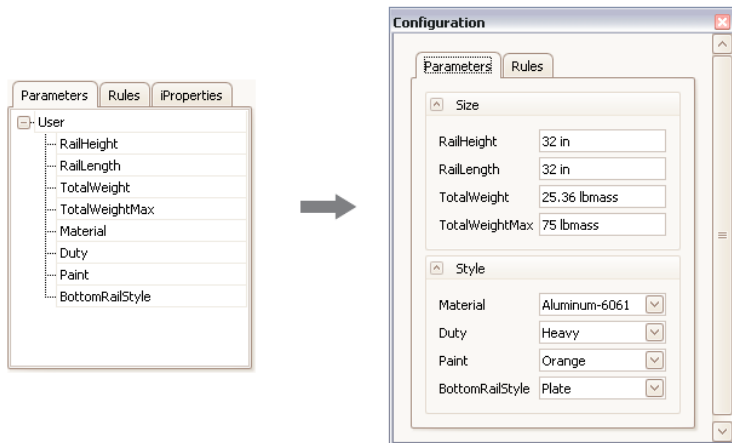 Parameters Rules iProperties
User
RailHeight
RailLength
TotalWeight
TotalWeightMax
Material
Duty
Paint
BottomRailStyle
Configuration
Parameters Rules
Size
RailHeight 32 in
RailLength 32 in
TotalWeight 25.36 lbmass
TotalWeightMax 75 lbmass
Style
Material Aluminum-6061
Duty Heavy
Paint Orange
BottomRailStyle Plate